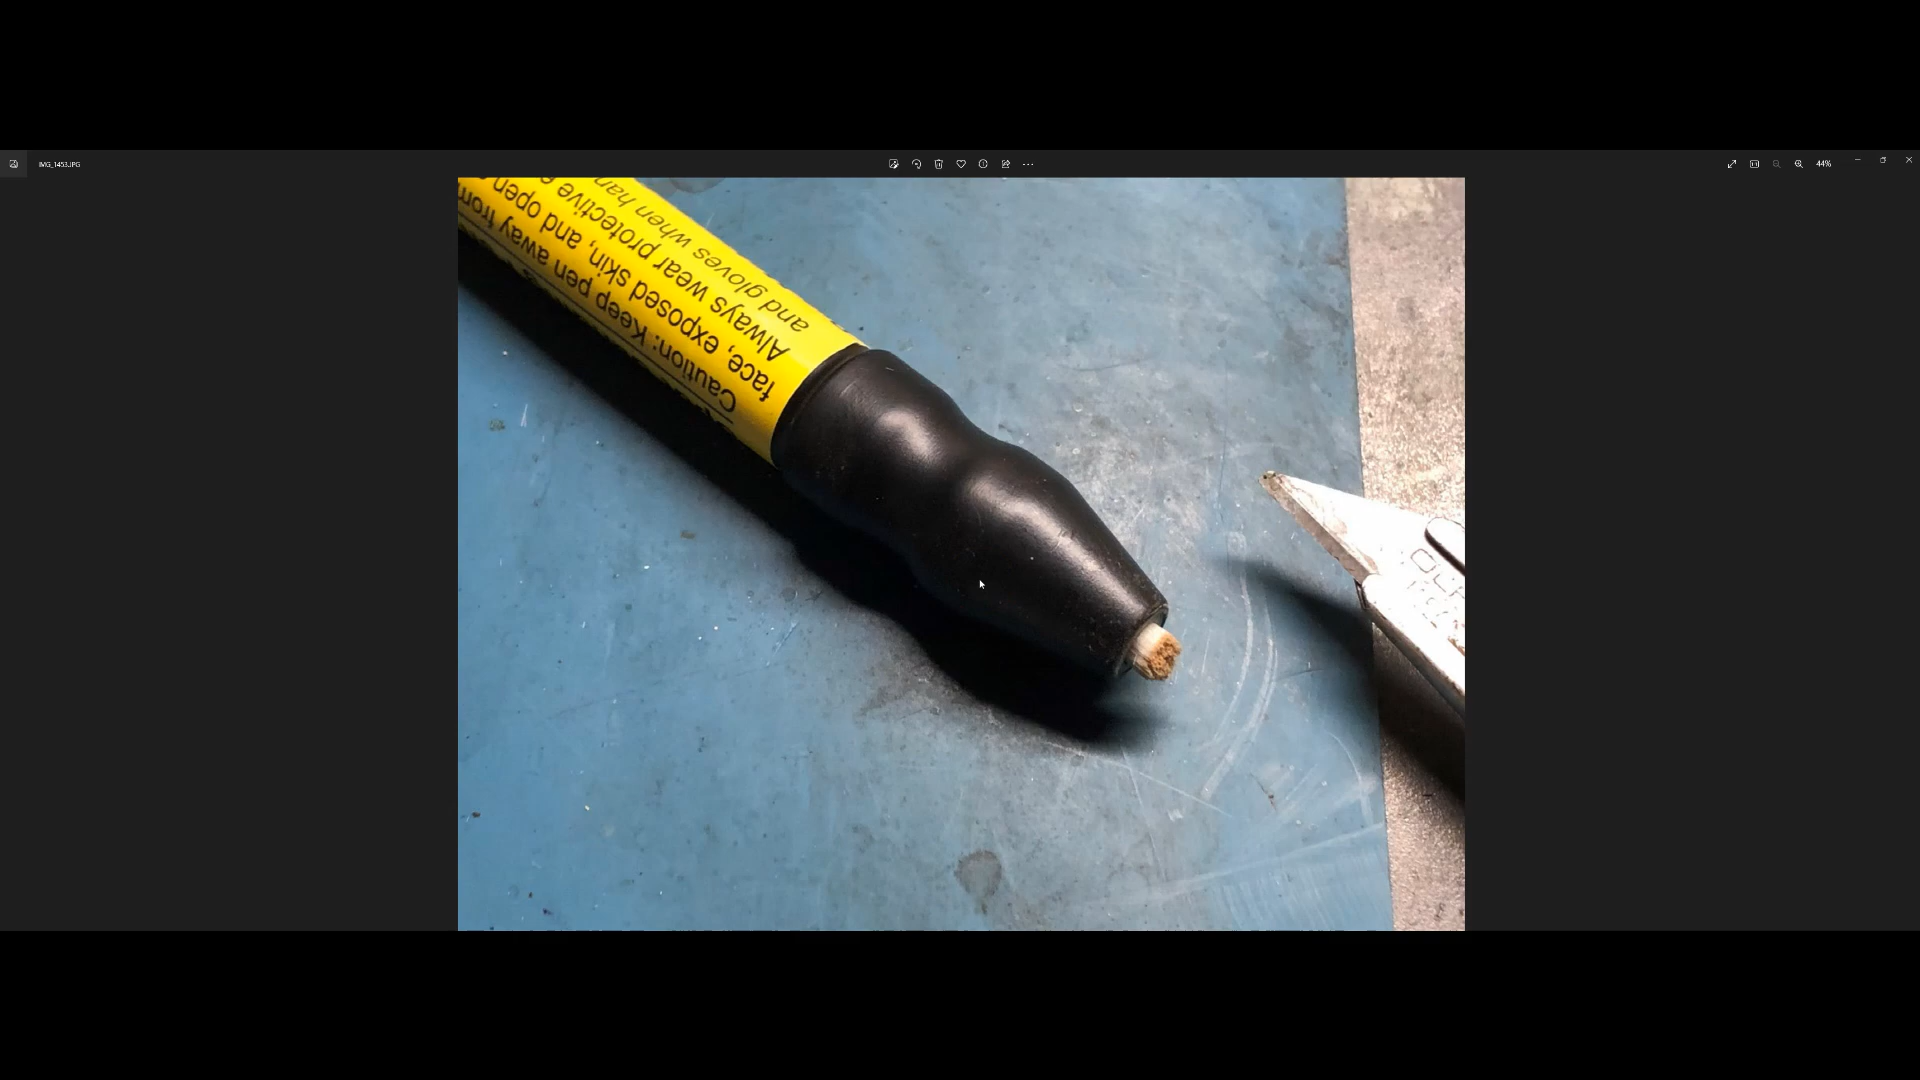 IMG_1453.JPG
44%
Caution: Keep pen away from
face, exposed skin, and open
Always wear protective e
and gloves when han